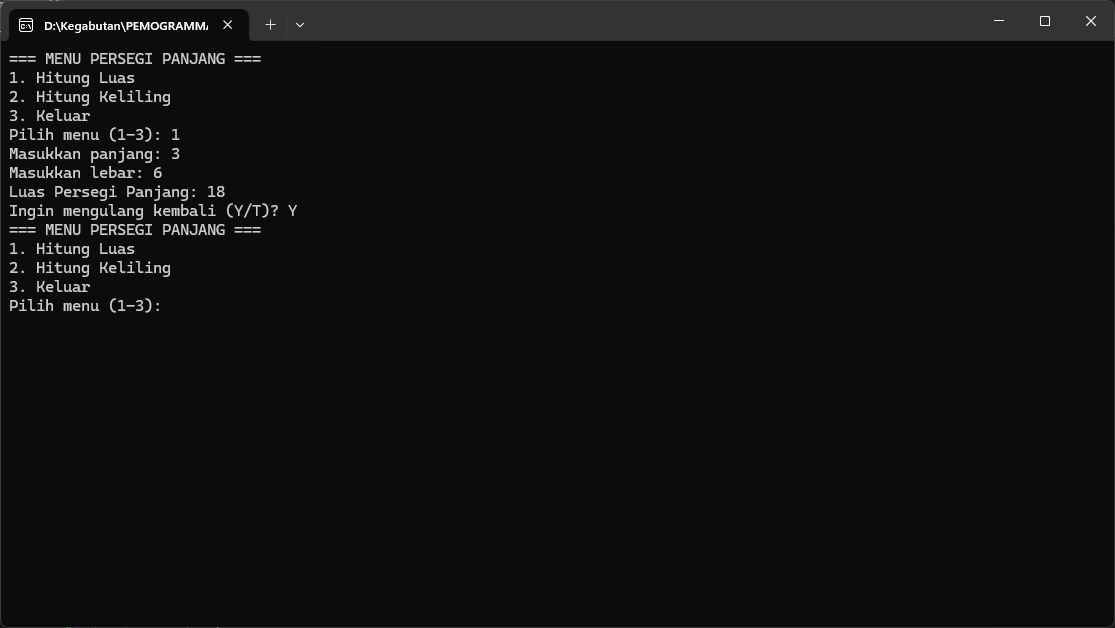 D:\Kegabutan\PEMOGRAMM
=== MENU PERSEGI PANJANG ===
1. Hitung Luas
2. Hitung Keliling
3. Keluar
Pilih menu (1-3): 1
Masukkan panjang: 3
Masukkan lebar: 6
Luas Persegi Panjang: 18
Ingin mengulang kembali (Y/T)? Y
=== MENU PERSEGI PANJANG ===
1. Hitung Luas
2. Hitung Keliling
3. Keluar
Pilih menu (1-3):